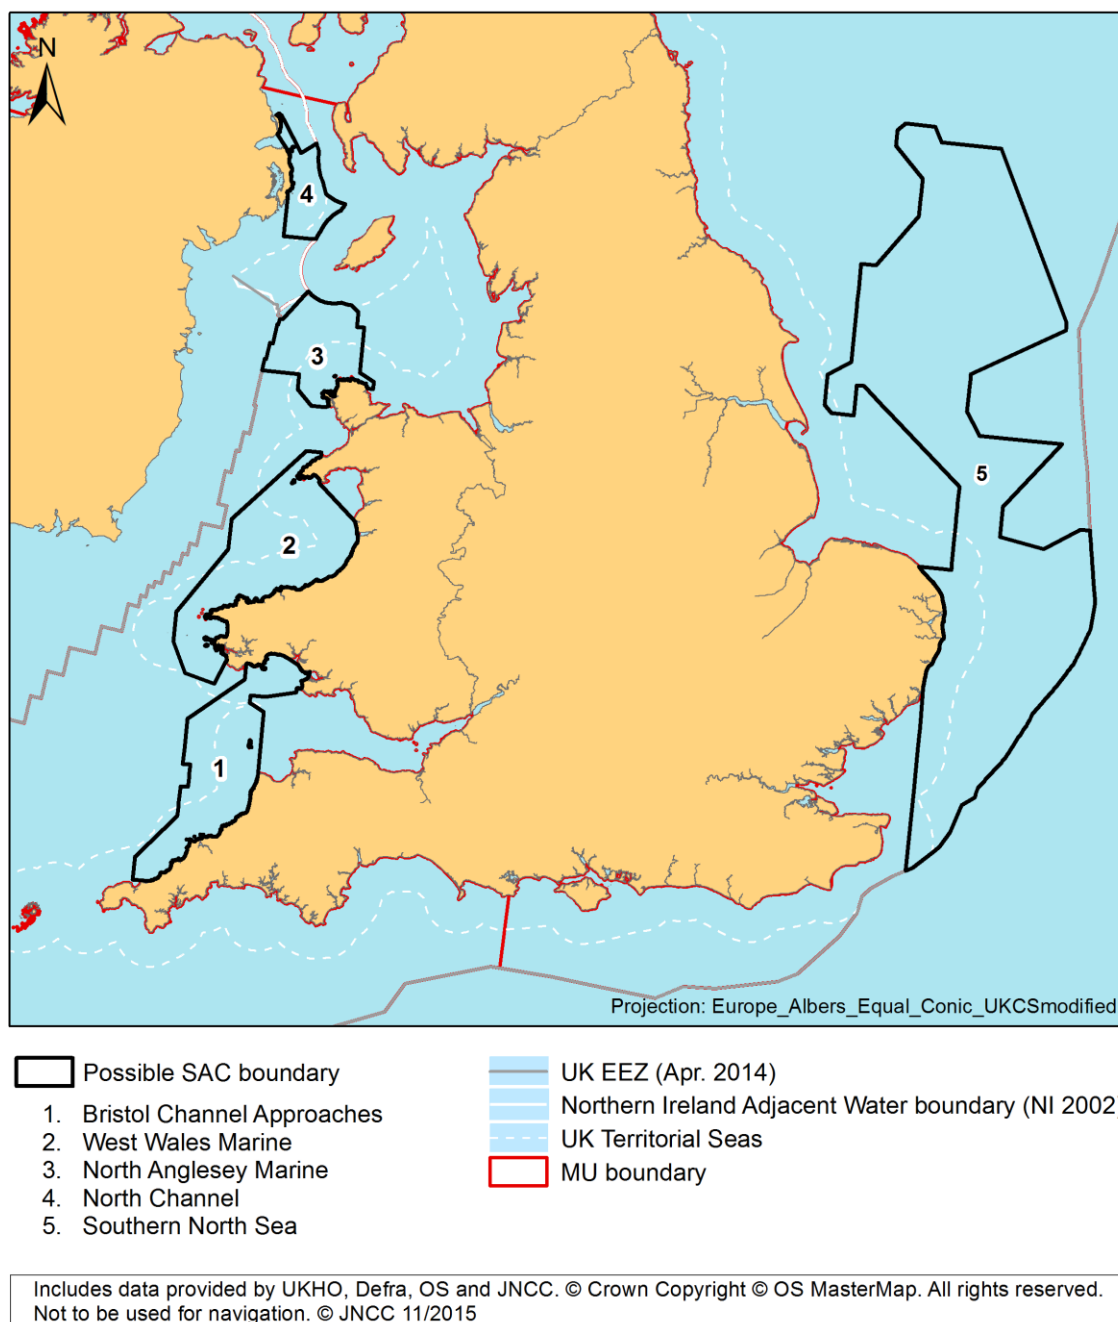 N
4
3
5
2
1
Projection: Europe_Albers_Equal_Conic_UKCSmodified
Possible SAC boundary
1. Bristol Channel Approaches
2. West Wales Marine
3. North Anglesey Marine
4. North Channel
5. Southern North Sea
UK EEZ (Apr. 2014)
Northern Ireland Adjacent Water boundary (NI 2002)
UK Territorial Seas
MU boundary
Includes data provided by UKHO, Defra, OS and JNCC. © Crown Copyright © OS MasterMap. All rights reserved.
Not to be used for navigation. © JNCC 11/2015